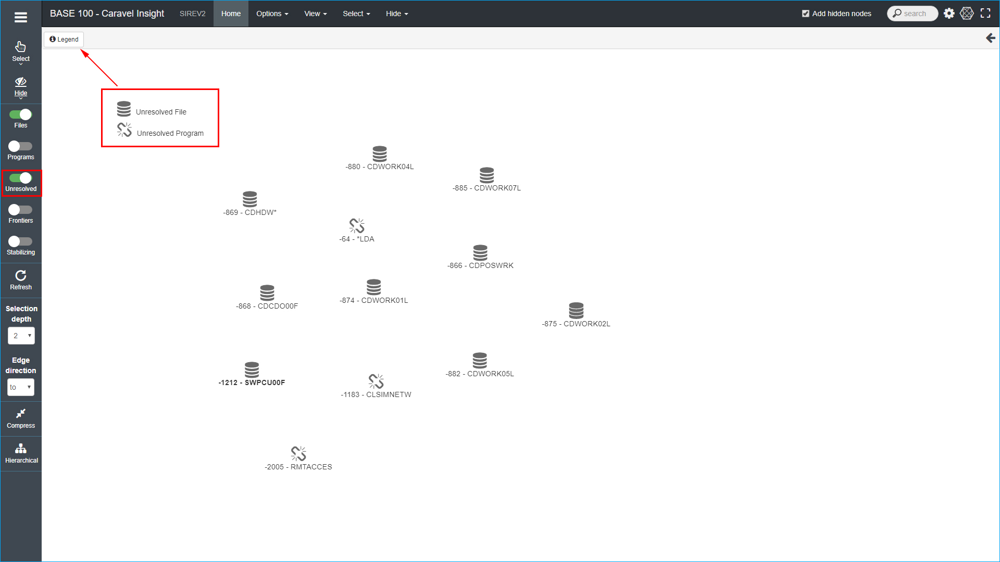 BASE 100 - Caravel Insight SIREV2 Home Options View Select Hide Add hidden nodes search
Legend
Select
Hide
Files
Programs
Unresolved
Frontiers
Stabilizing
Refresh
Selection
depth
2
Edge
direction
to
Compress
Hierarchical
Unresolved File
Unresolved Program
-880 - CDWORK04L
-885 - CDWORK07L
-869 - CDHDW*
-64 - *LDA
-866 - CDPOSWRK
-874 - CDWORK01L
-868 - CDCDO00F
-875 - CDWORK02L
-882 - CDWORK05L
-1212 - SWPCU00F
-1183 - CLSIMNETW
-2005 - RMTACCES